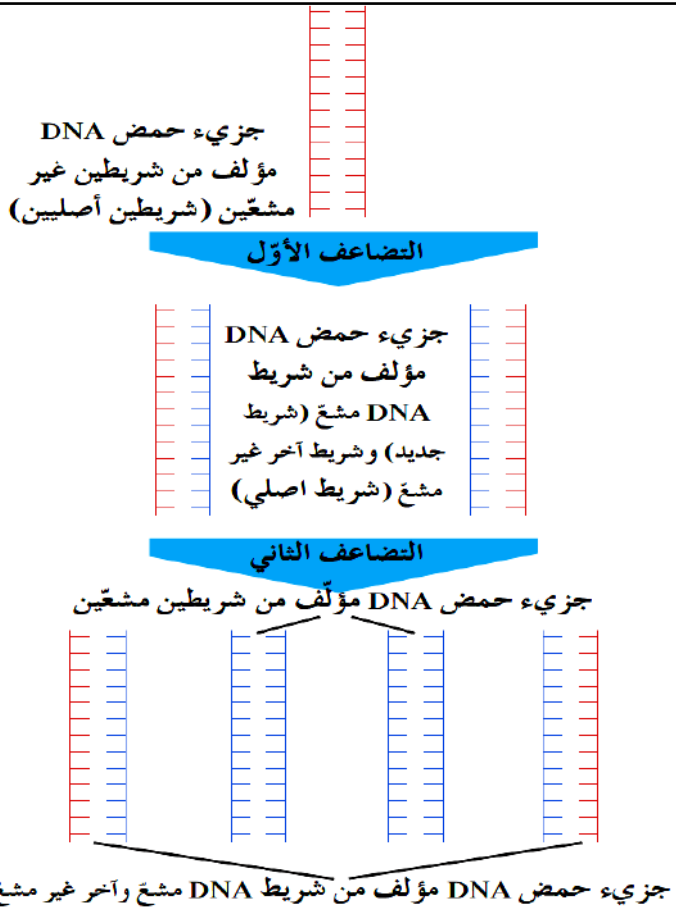 جزيء حمض DNA
مؤلف من شريطين غير
مشعّين (شريطين أصليين)
التضاعف الأوّل
جزيء حمض DNA
مؤلف من شريط
DNA مشعّ (شريط
جديد) وشريط آخر غير
مشعّ (شريط اصلي)
التضاعف الثاني
جزيء حمض DNA مؤلّف من شريطين مشعّين
جزيء حمض DNA مؤلف من شريط DNA مشعّ وآخر غير مشع